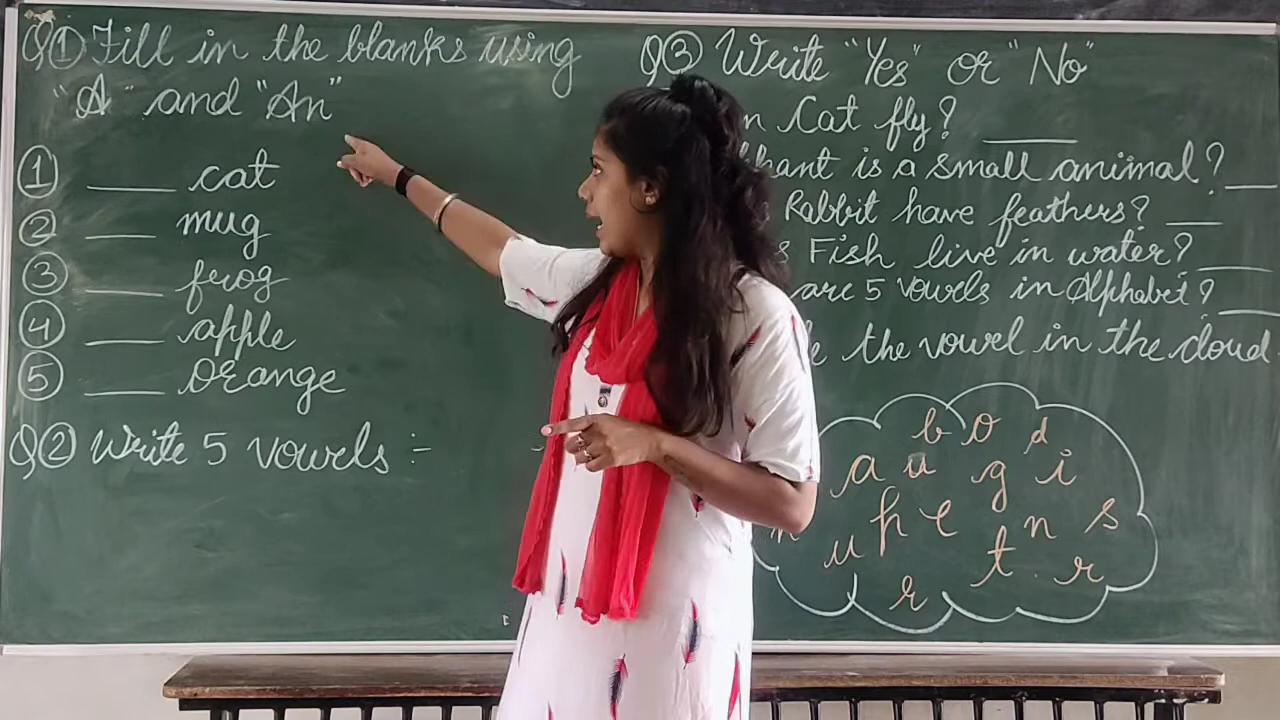 Q① Fill in the blanks using
"A" and "An"
① ____ cat
② ____ mug
③ ____ frog
④ ____ apple
⑤ ____ orange
Q② Write 5 vowels :-
Q③ Write "Yes" or "No"
Cat fly? ____
is a small animal? ____
Rabbit have feathers? ____
Fish live in water? ____
are 5 vowels in Alphabet? ____
the vowel in the cloud
b o d
a u g i
h e n s
u t r
r